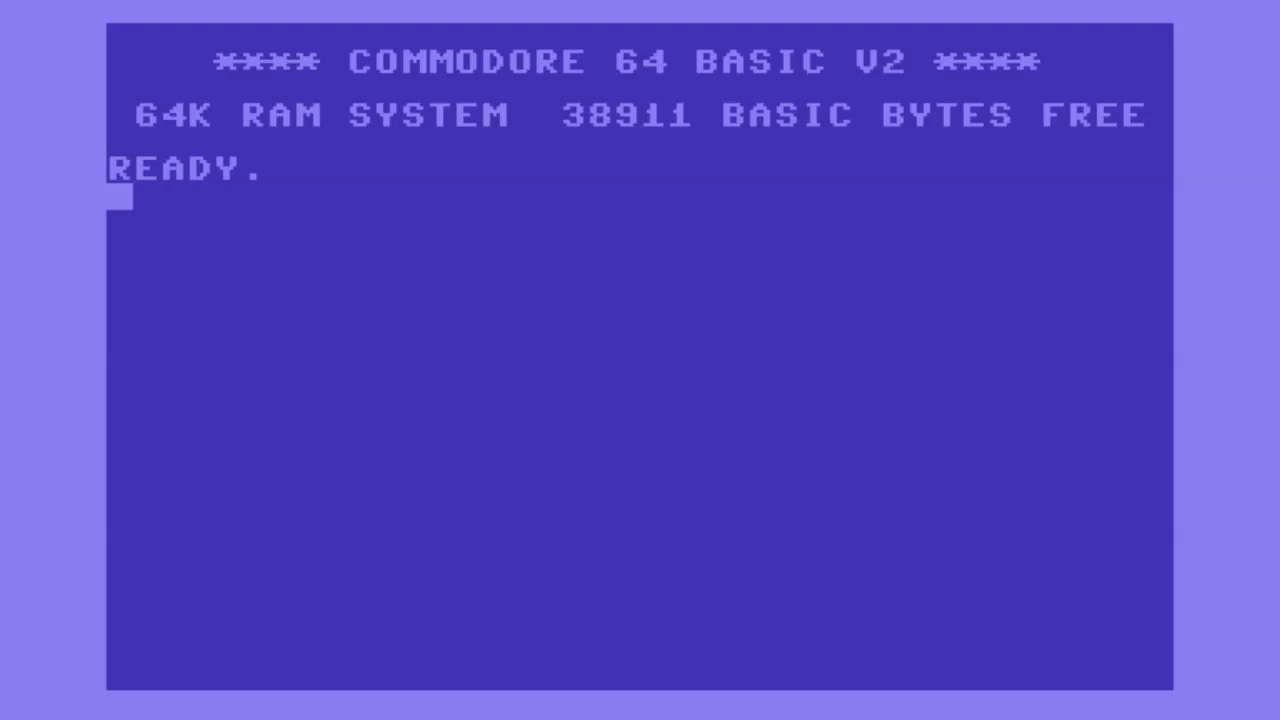 **** COMMODORE 64 BASIC V2 ****
64K RAM SYSTEM  38911 BASIC BYTES FREE
READY.